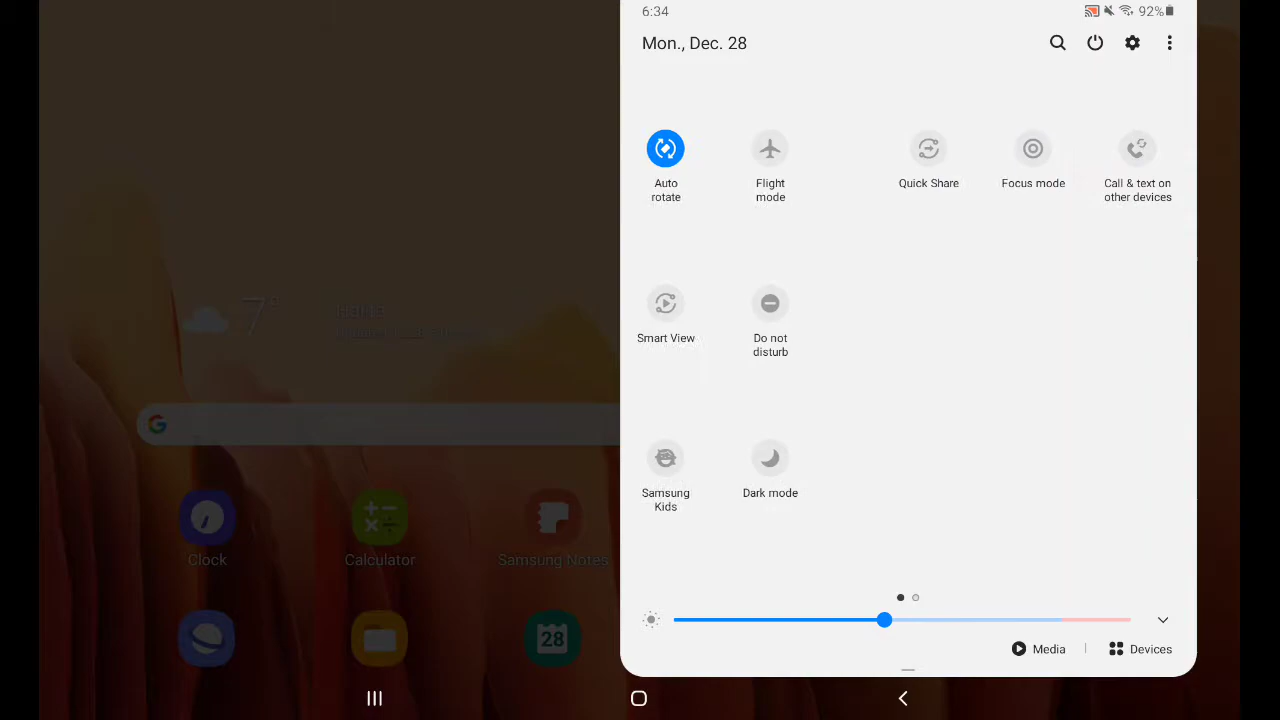 6:34
92%
Mon., Dec. 28
Auto
rotate
Flight
mode
Quick Share
Focus mode
Call & text on
other devices
Smart View
Do not
disturb
Samsung
Kids
Dark mode
Media
Devices
7°
Clock
Calculator
Samsung Notes
28